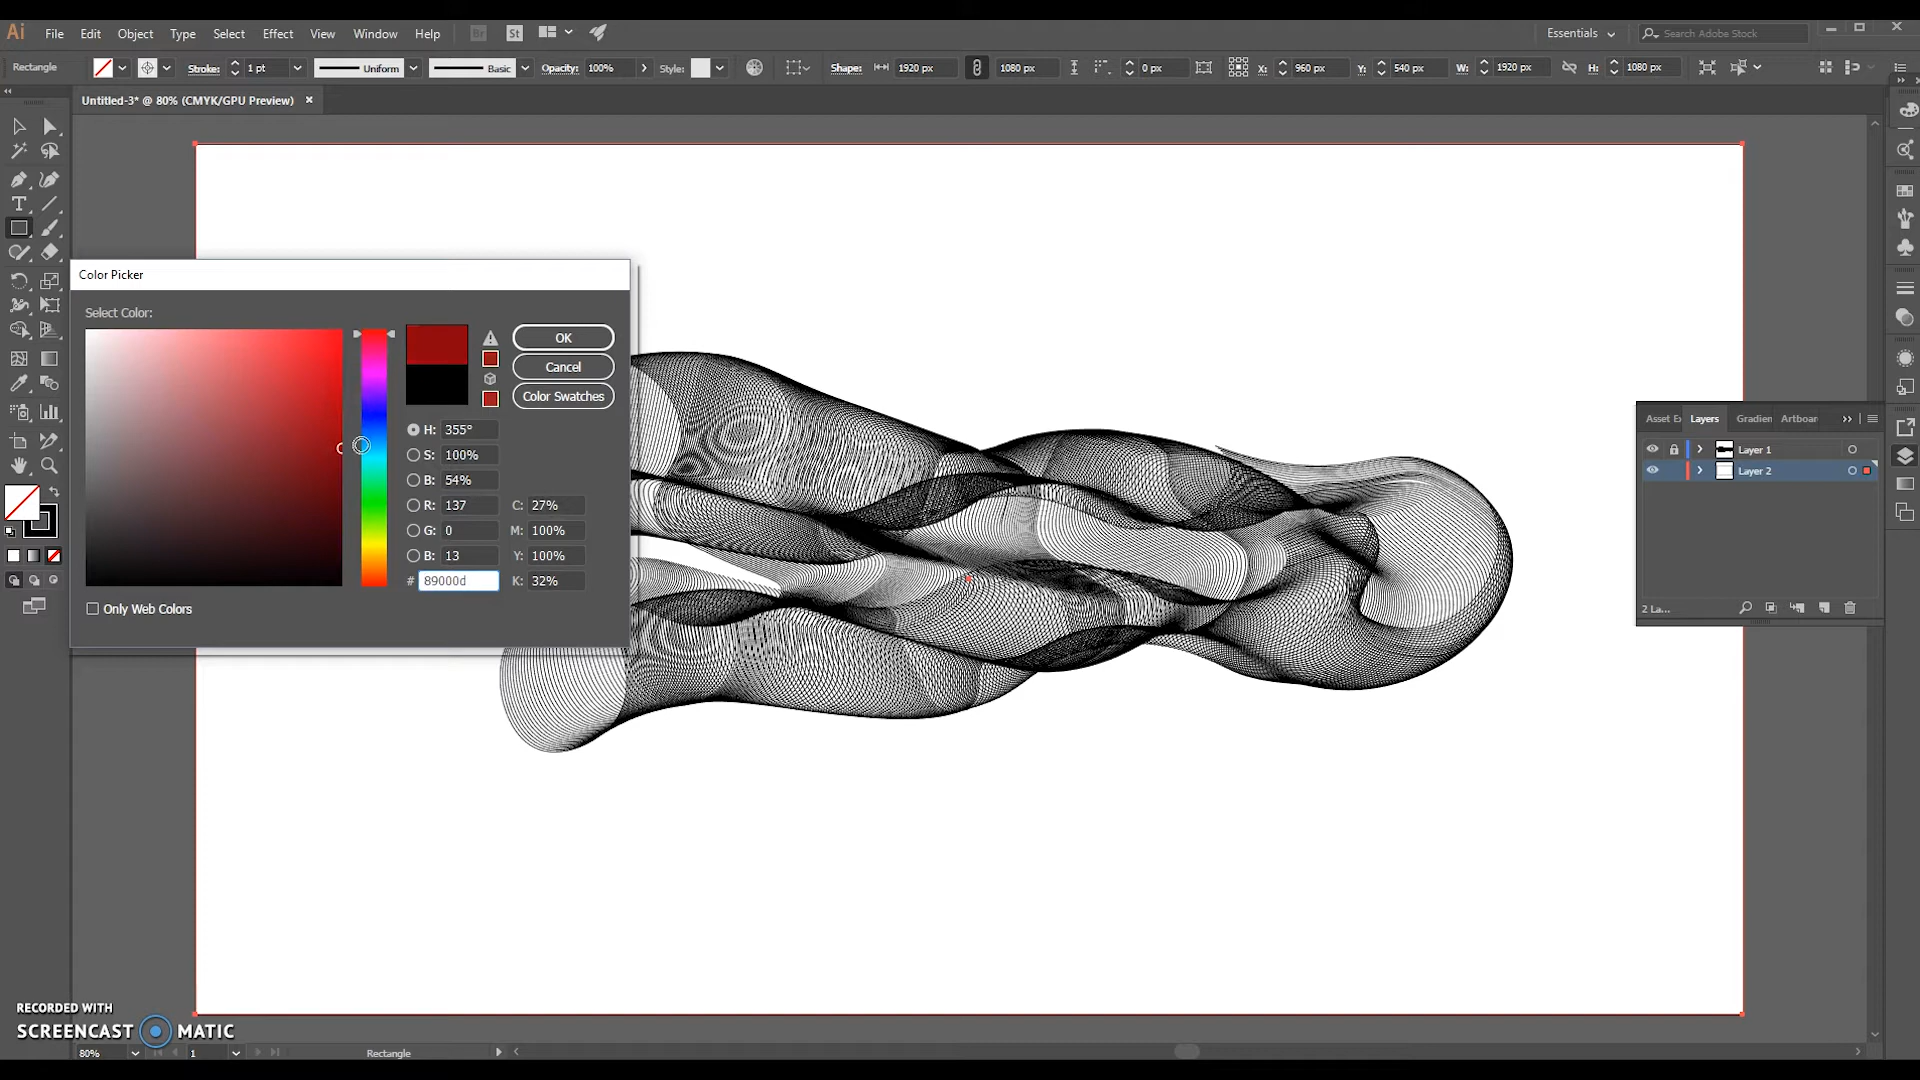 Ai File Edit Object Type Select Effect View Window Help Br St Essentials Search Adobe Stock
Rectangle Stroke: 1 pt Uniform Basic Opacity: 100% Style: Shape: 1920 px 1080 px 0 px X: 960 px Y: 540 px W: 1920 px H: 1080 px
Untitled-3* @ 80% (CMYK/GPU Preview) ×
Color Picker
Select Color:
OK
Cancel
Color Swatches
H: 355°
S: 100%
B: 54%
R: 137 C: 27%
G: 0 M: 100%
B: 13 Y: 100%
# 89000d K: 32%
Only Web Colors
Asset E Layers Gradien Artboar
Layer 1
Layer 2
2 La...
RECORDED WITH
SCREENCAST MATIC
80% 1 Rectangle